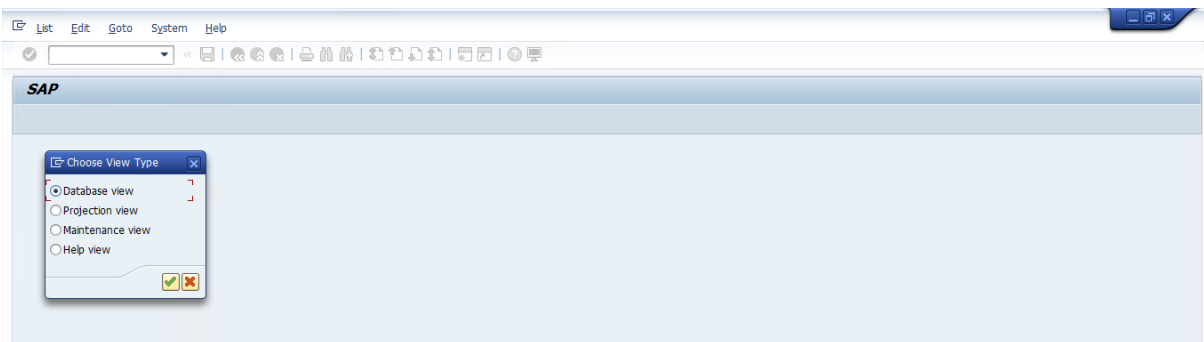 List Edit Goto System Help
SAP
Choose View Type
Database view
Projection view
Maintenance view
Help view